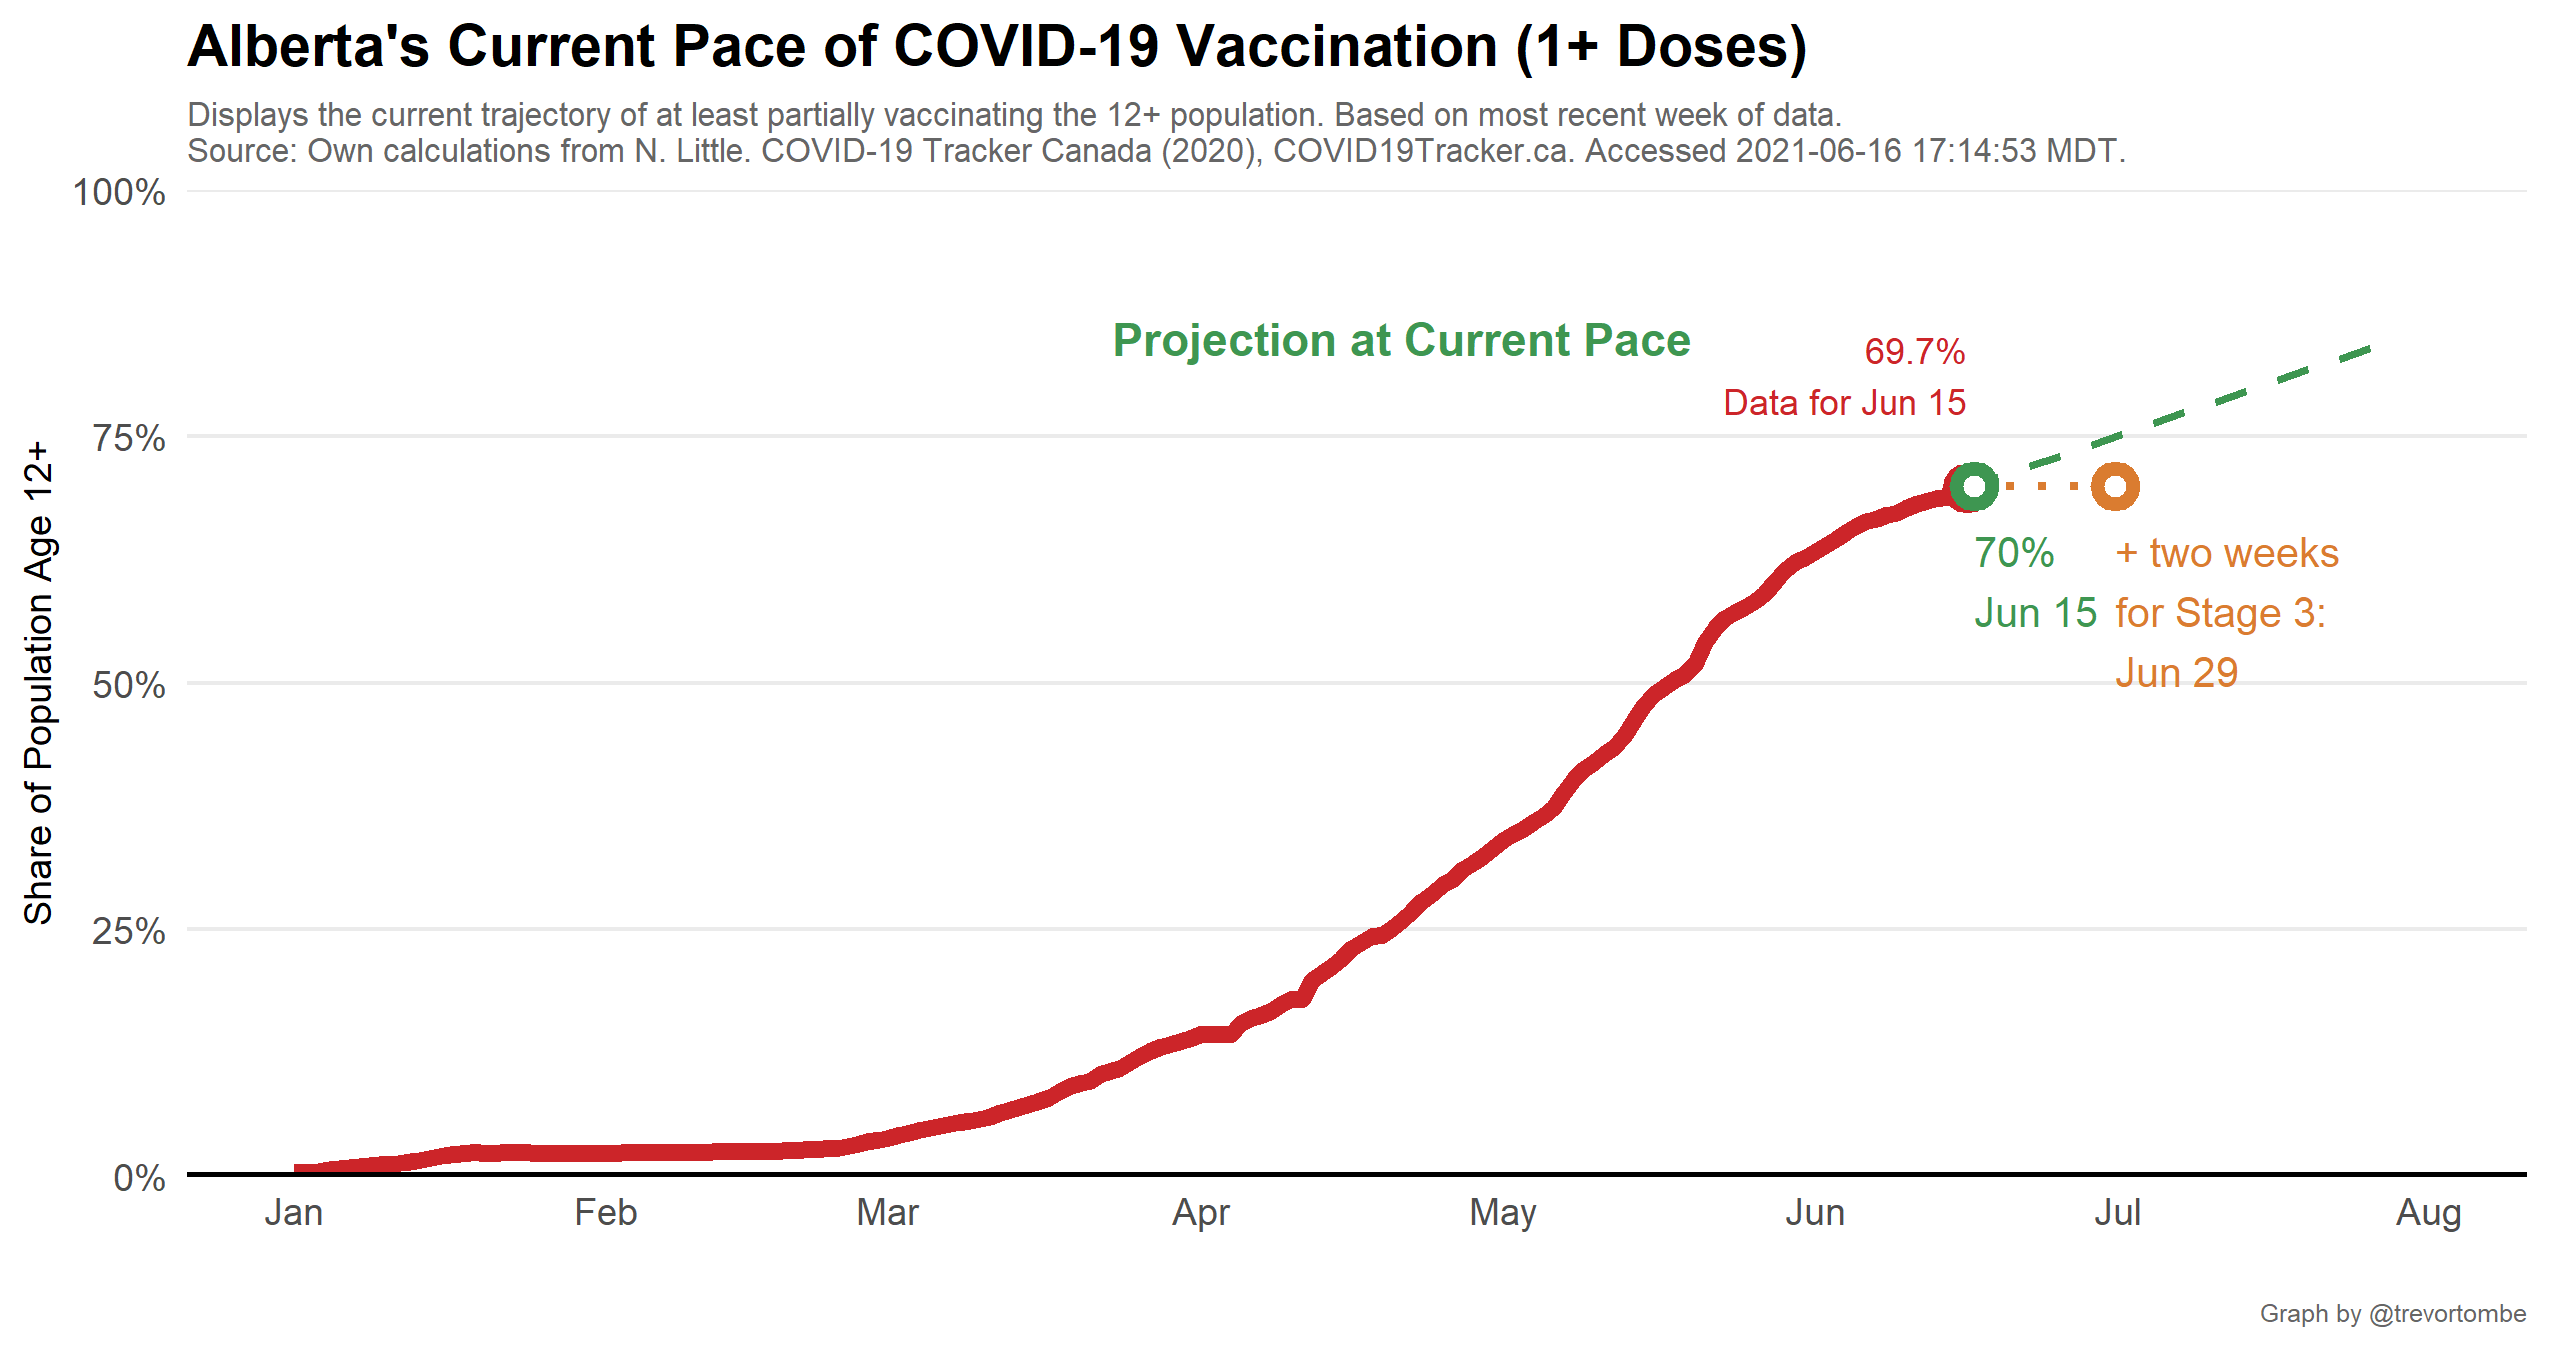 Alberta's Current Pace of COVID-19 Vaccination (1+ Doses)
Displays the current trajectory of at least partially vaccinating the 12+ population. Based on most recent week of data.
Source: Own calculations from N. Little. COVID-19 Tracker Canada (2020), COVID19Tracker.ca. Accessed 2021-06-16 17:14:53 MDT.
100%
75%
50%
25%
0%
Share of Population Age 12+
Projection at Current Pace
69.7%
Data for Jun 15
70%
Jun 15
+ two weeks
for Stage 3:
Jun 29
Jan
Feb
Mar
Apr
May
Jun
Jul
Aug
Graph by @trevortombe